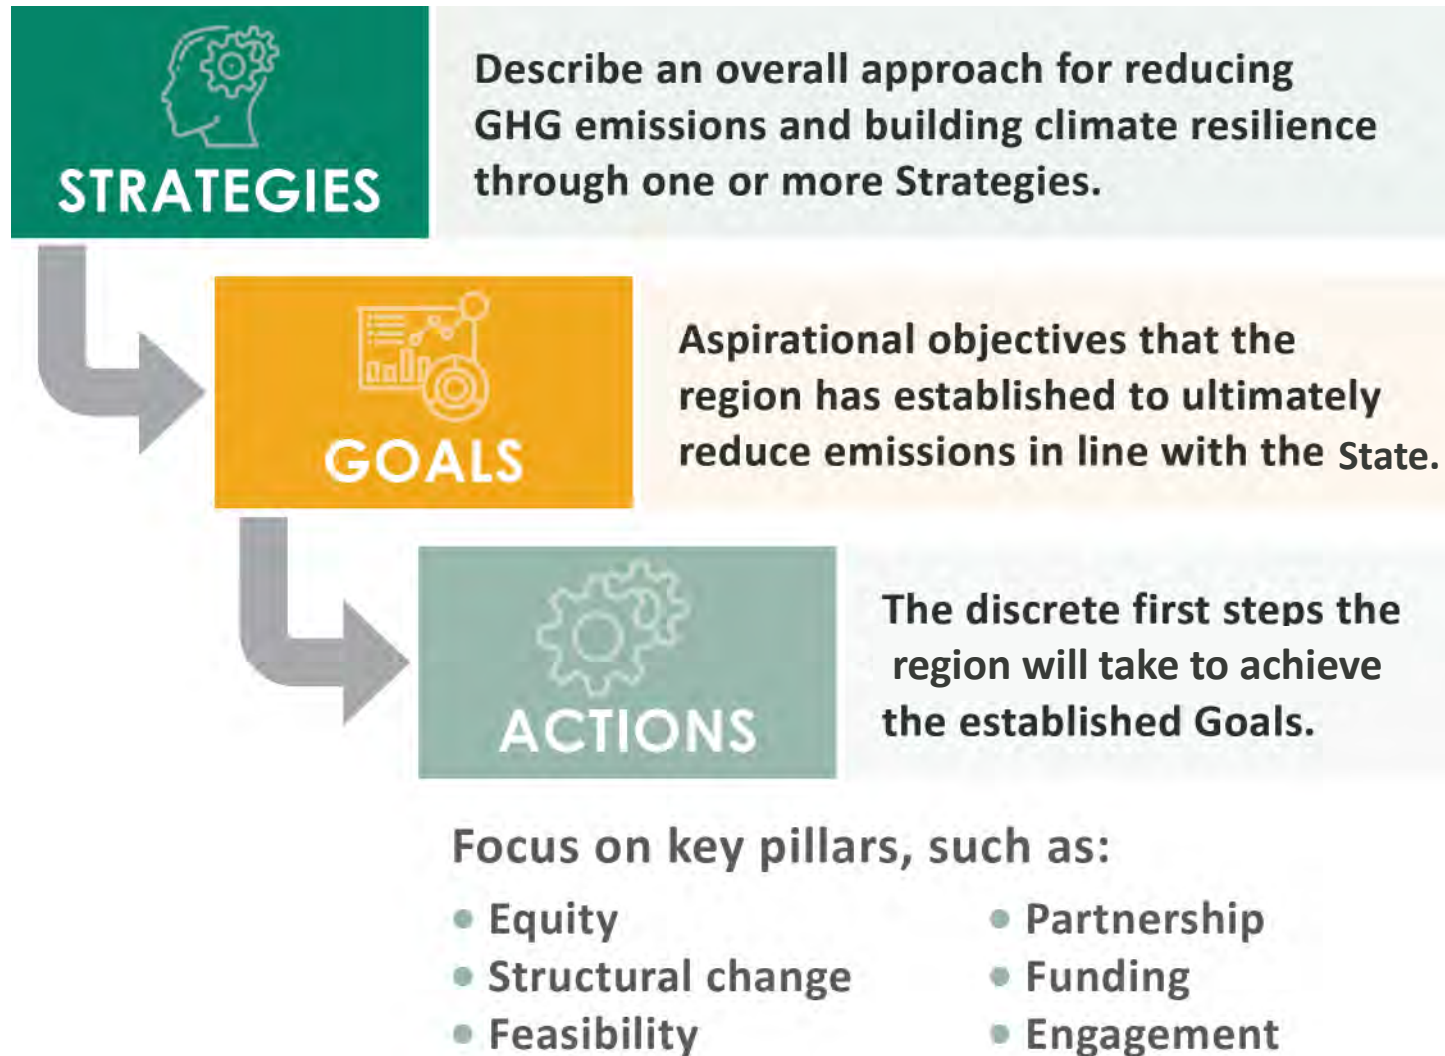 STRATEGIES
Describe an overall approach for reducing
GHG emissions and building climate resilience
through one or more Strategies.
GOALS
Aspirational objectives that the
region has established to ultimately
reduce emissions in line with the State.
ACTIONS
The discrete first steps the
region will take to achieve
the established Goals.
Focus on key pillars, such as:
• Equity
• Structural change
• Feasibility
• Partnership
• Funding
• Engagement